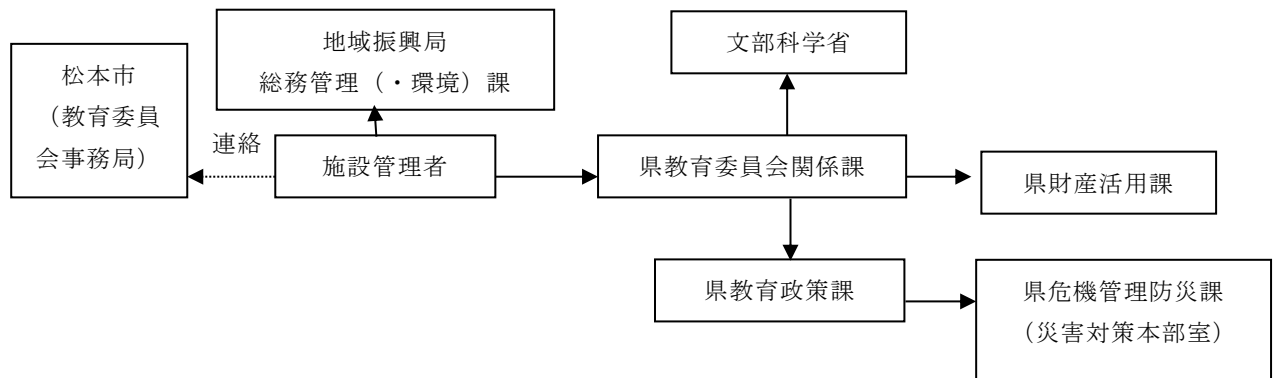 地域振興局
総務管理（・環境）課
文部科学省
松本市
（教育委員
会事務局）
連絡
施設管理者
県教育委員会関係課
県財産活用課
県教育政策課
県危機管理防災課
（災害対策本部室）